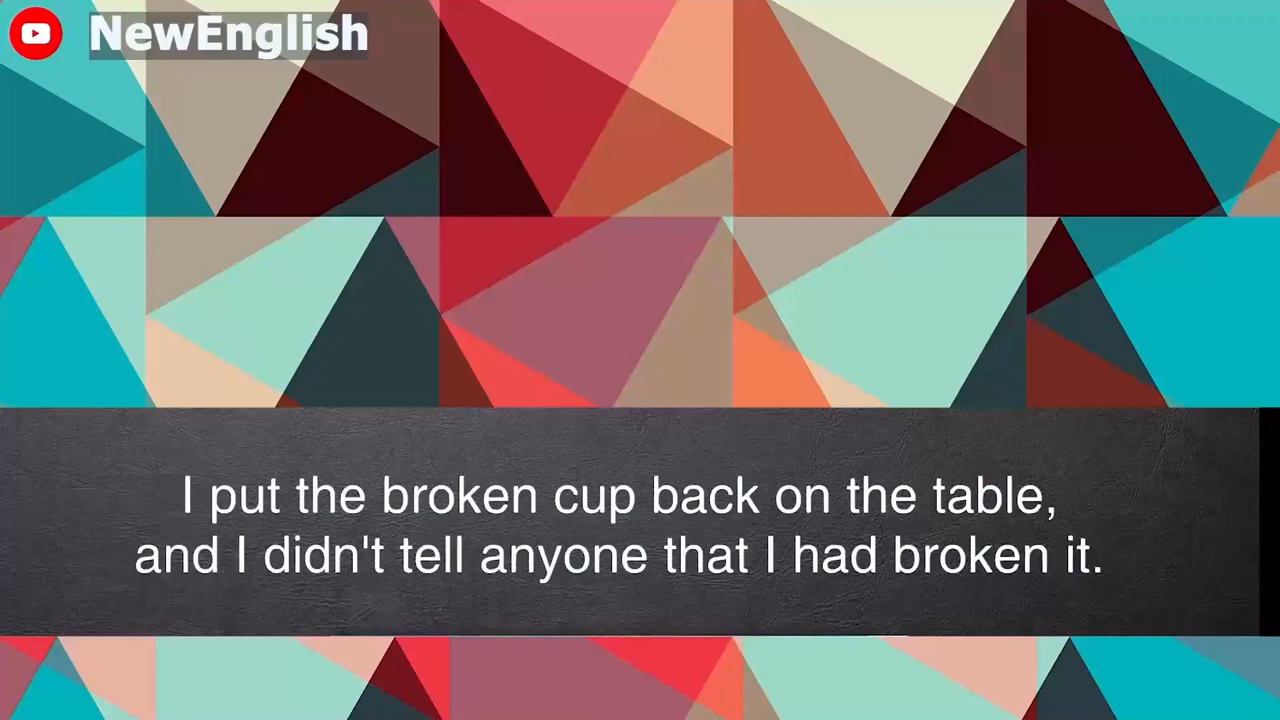 NewEnglish
I put the broken cup back on the table,
and I didn't tell anyone that I had broken it.